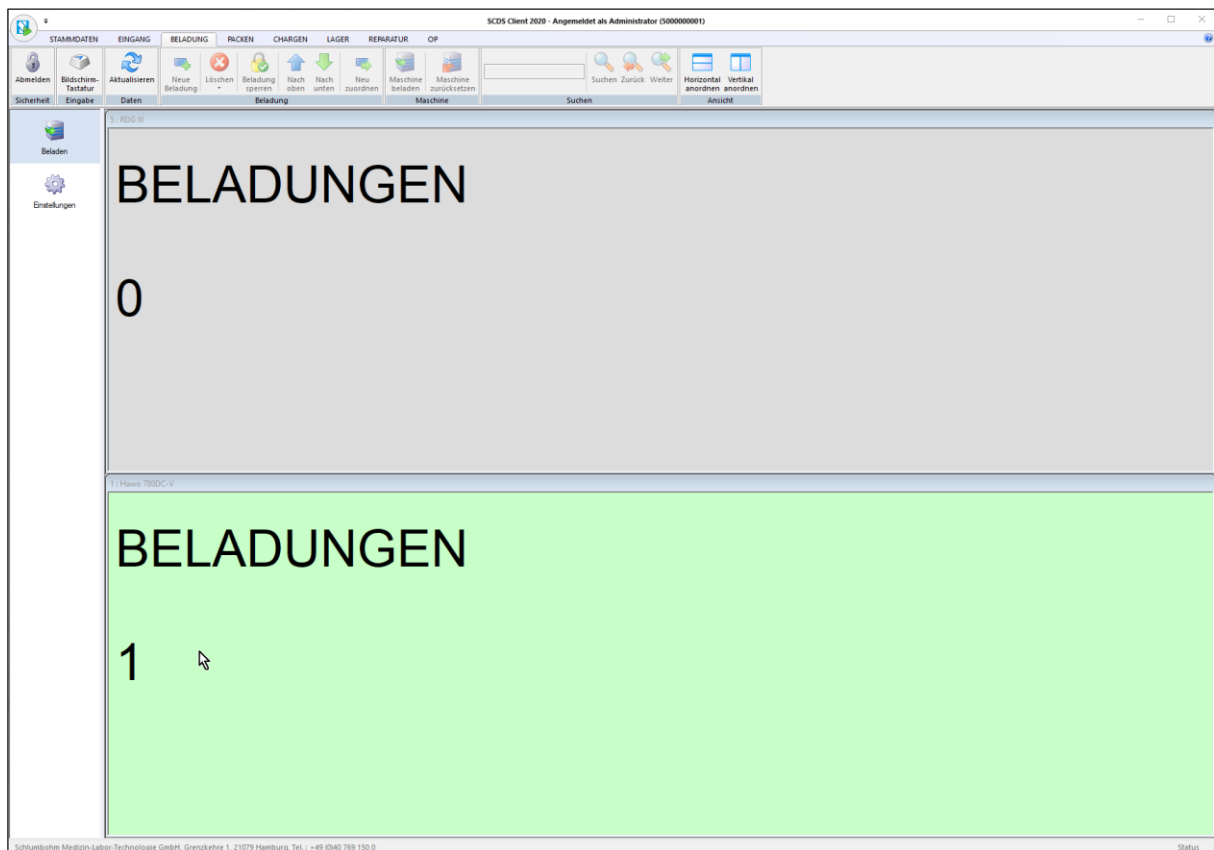 SCDS Client 2020 - Angemeldet als Administrator (5000000001)
STAMMDATEN EINGANG BELADUNG PACKEN CHARGEN LAGER REPARATUR OP
Abmelden Bildschirm-Tastatur Aktualisieren Neue Beladung Löschen Beladung sperren Nach oben Nach unten Neu zuordnen Maschine beladen Maschine zurücksetzen Suchen Zurück Weiter Horizontal anordnen Vertikal anordnen
Sicherheit Eingabe Daten Beladung Maschine Suchen Ansicht
Beladen
Einstellungen
5 : RDG III
BELADUNGEN
0
1 : Hawo 780DC-V
BELADUNGEN
1
Schlumbohm Medizin-Labor-Technologie GmbH, Grenzkehre 1, 21079 Hamburg, Tel. : +49 (0)40 769 150 0 Status